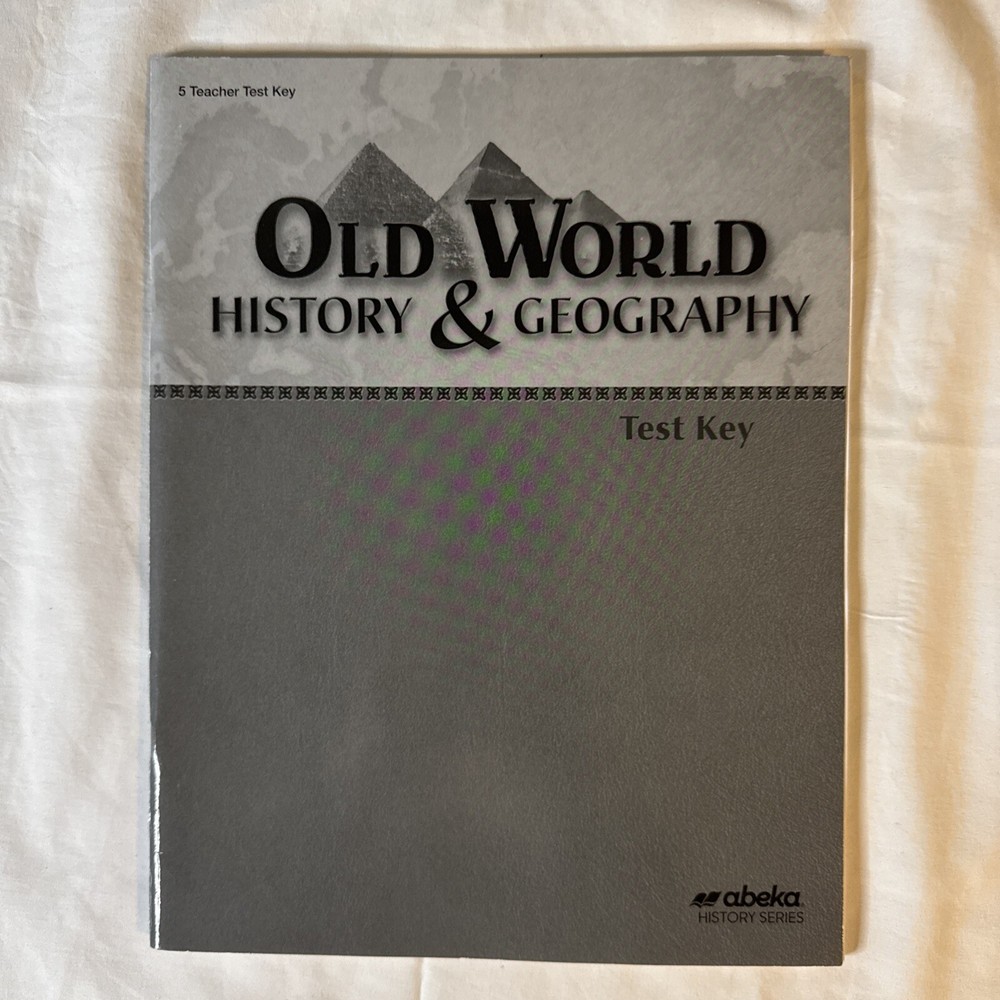 5 Teacher Test Key
OLD WORLD
HISTORY & GEOGRAPHY
Test Key
abeka
HISTORY SERIES